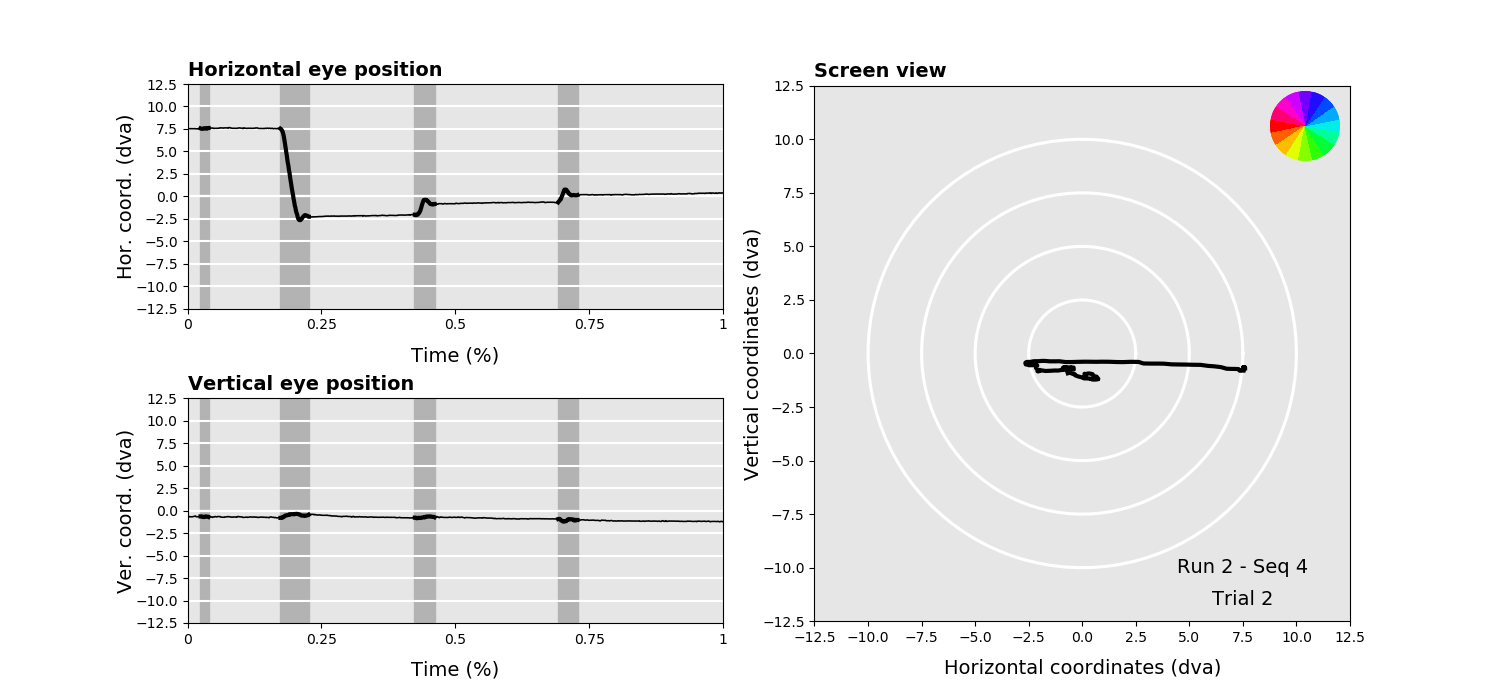 Horizontal eye position
12.5
10.0
7.5
5.0
2.5
0.0
−2.5
−5.0
−7.5
−10.0
−12.5
Hor. coord. (dva)
0 0.25 0.5 0.75 1
Time (%)
Vertical eye position
12.5
10.0
7.5
5.0
2.5
0.0
−2.5
−5.0
−7.5
−10.0
−12.5
Ver. coord. (dva)
0 0.25 0.5 0.75 1
Time (%)
Screen view
12.5
10.0
7.5
5.0
2.5
0.0
−2.5
−5.0
−7.5
−10.0
−12.5
Vertical coordinates (dva)
Run 2 - Seq 4
Trial 2
−12.5 −10.0 −7.5 −5.0 −2.5 0.0 2.5 5.0 7.5 10.0 12.5
Horizontal coordinates (dva)